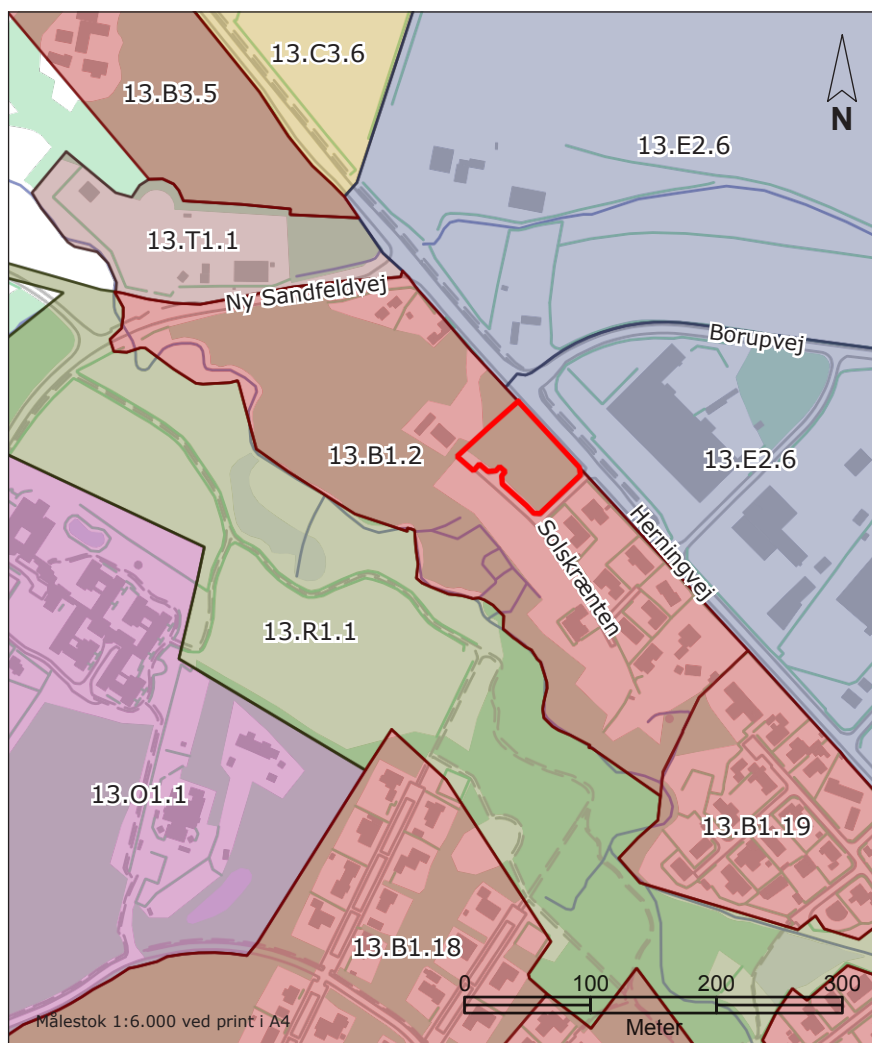 13.C3.6
13.B3.5
N
13.E2.6
13.T1.1
Ny Sandfeldvej
Borupvej
13.B1.2
13.E2.6
Herningvej
Solskrænten
13.R1.1
13.O1.1
13.B1.19
13.B1.18
0 100 200 300
Meter
Målestok 1:6.000 ved print i A4